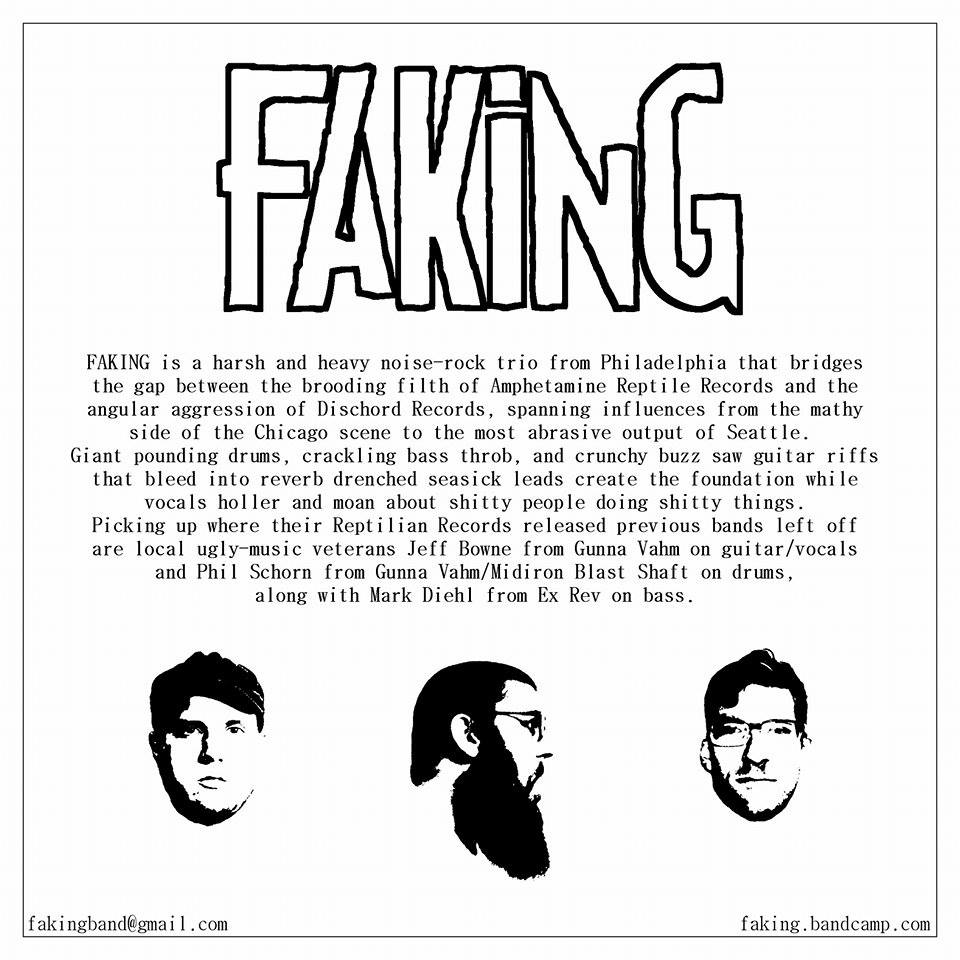 FAKiNG
FAKING is a harsh and heavy noise-rock trio from Philadelphia that bridges
the gap between the brooding filth of Amphetamine Reptile Records and the
angular aggression of Dischord Records, spanning influences from the mathy
side of the Chicago scene to the most abrasive output of Seattle.
Giant pounding drums, crackling bass throb, and crunchy buzz saw guitar riffs
that bleed into reverb drenched seasick leads create the foundation while
vocals holler and moan about shitty people doing shitty things.
Picking up where their Reptilian Records released previous bands left off
are local ugly-music veterans Jeff Bowne from Gunna Vahm on guitar/vocals
and Phil Schorn from Gunna Vahm/Midiron Blast Shaft on drums,
along with Mark Diehl from Ex Rev on bass.
fakingband@gmail.com
faking.bandcamp.com